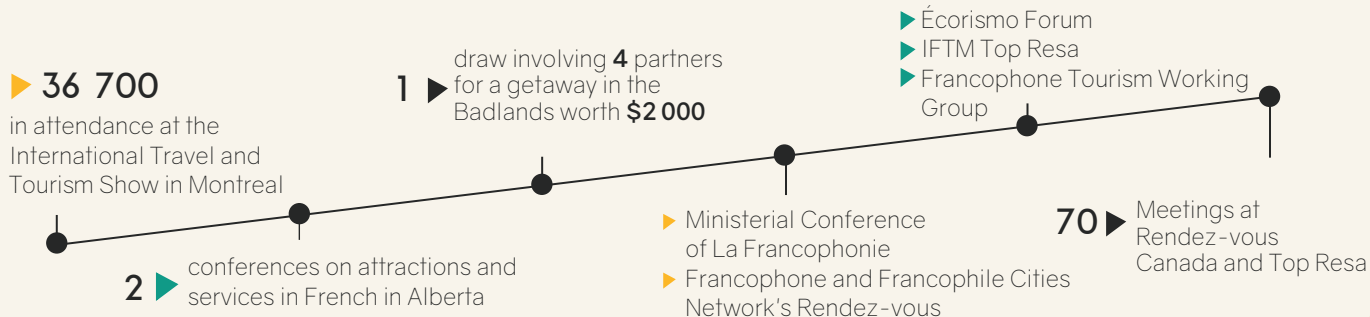 36 700
in attendance at the
International Travel and
Tourism Show in Montreal
2
conferences on attractions and
services in French in Alberta
1
draw involving 4 partners
for a getaway in the
Badlands worth $2 000
Ministerial Conference
of La Francophonie
Francophone and Francophile Cities
Network's Rendez-vous
Écorismo Forum
IFTM Top Resa
Francophone Tourism Working
Group
70
Meetings at
Rendez-vous
Canada and Top Resa